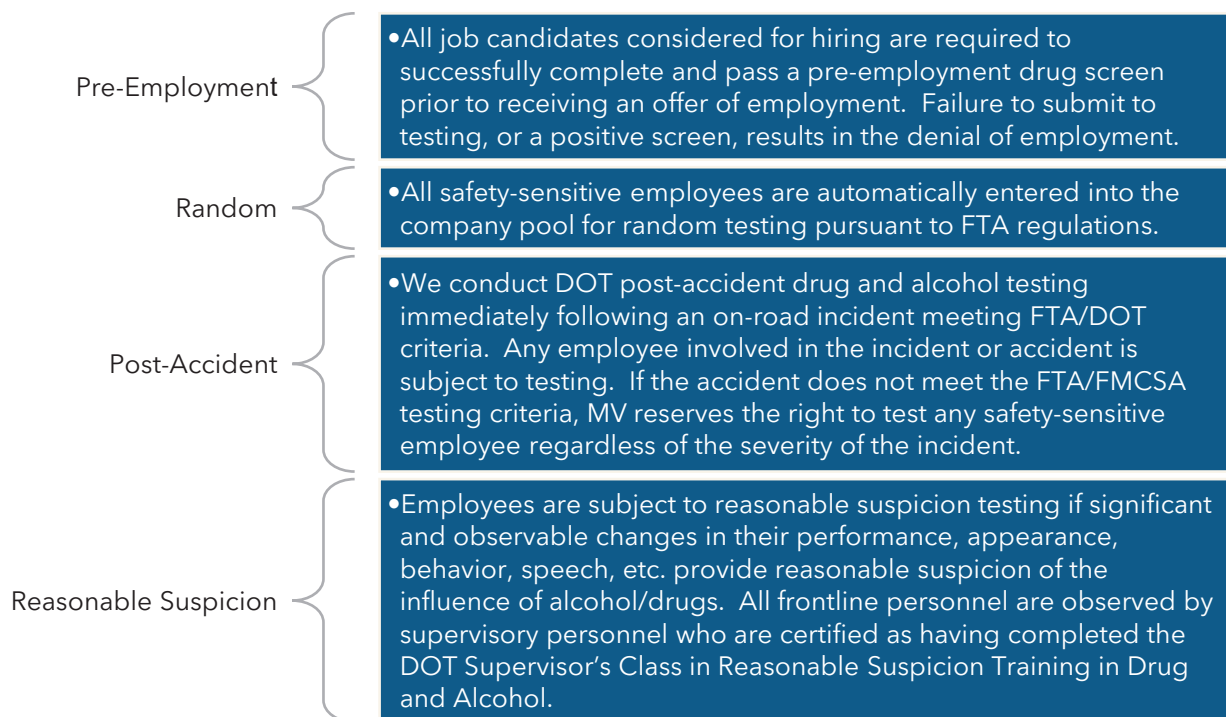 Pre-Employment
•All job candidates considered for hiring are required to
successfully complete and pass a pre-employment drug screen
prior to receiving an offer of employment.  Failure to submit to
testing, or a positive screen, results in the denial of employment.
Random
•All safety-sensitive employees are automatically entered into the
company pool for random testing pursuant to FTA regulations.
Post-Accident
•We conduct DOT post-accident drug and alcohol testing
immediately following an on-road incident meeting FTA/DOT
criteria.  Any employee involved in the incident or accident is
subject to testing.  If the accident does not meet the FTA/FMCSA
testing criteria, MV reserves the right to test any safety-sensitive
employee regardless of the severity of the incident.
Reasonable Suspicion
•Employees are subject to reasonable suspicion testing if significant
and observable changes in their performance, appearance,
behavior, speech, etc. provide reasonable suspicion of the
influence of alcohol/drugs.  All frontline personnel are observed by
supervisory personnel who are certified as having completed the
DOT Supervisor’s Class in Reasonable Suspicion Training in Drug
and Alcohol.